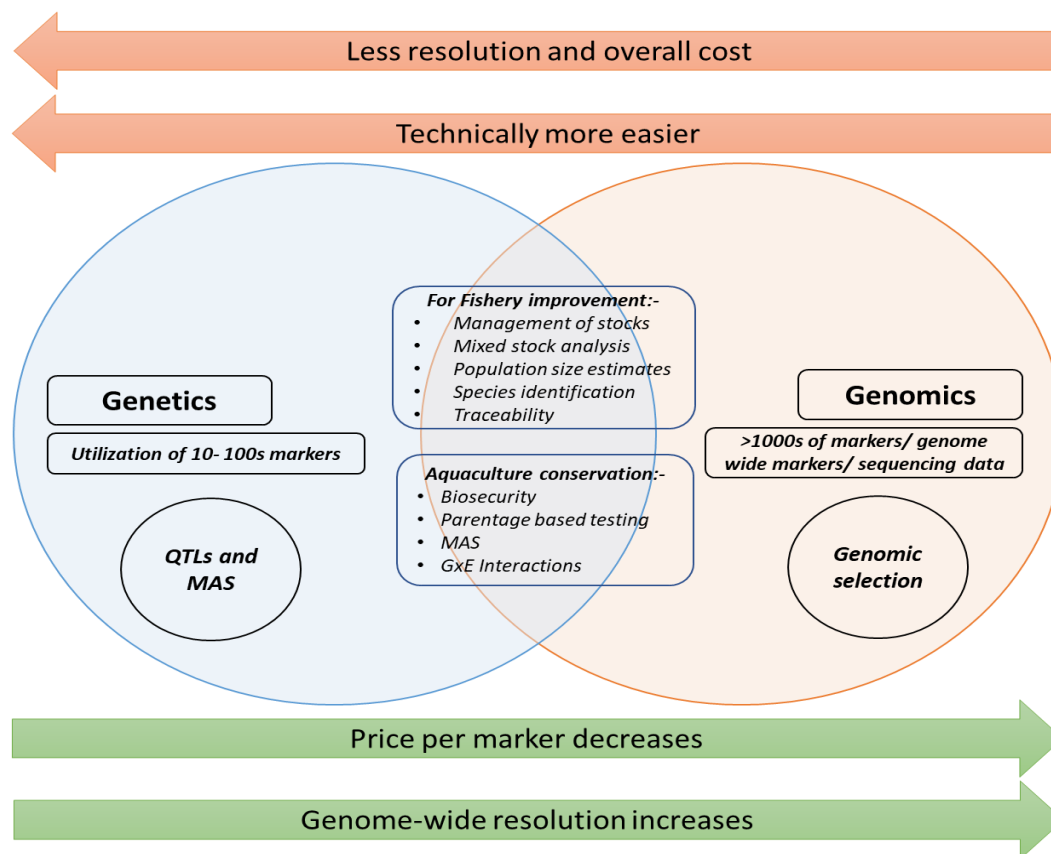 Less resolution and overall cost
Technically more easier
For Fishery improvement:-
• Management of stocks
• Mixed stock analysis
• Population size estimates
• Species identification
• Traceability
Genetics
Utilization of 10- 100s markers
QTLs and
MAS
Aquaculture conservation:-
• Biosecurity
• Parentage based testing
• MAS
• GxE Interactions
Genomics
>1000s of markers/ genome
wide markers/ sequencing data
Genomic
selection
Price per marker decreases
Genome-wide resolution increases